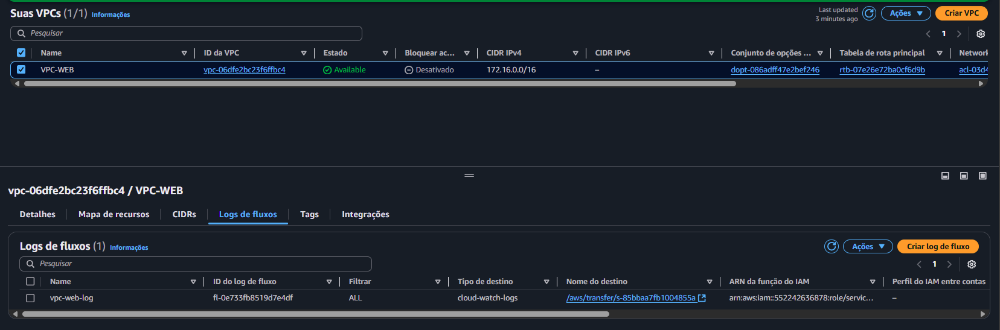 Suas VPCs (1/1) Informações
Last updated
3 minutes ago
Ações
Criar VPC
Pesquisar
1
Name ID da VPC Estado Bloquear ac... CIDR IPv4 CIDR IPv6 Conjunto de opções ... Tabela de rota principal Network
VPC-WEB vpc-06dfe2bc23f6ffbc4 Available Desativado 172.16.0.0/16 – dopt-086adff47e2bef246 rtb-07e26e72ba0cf6d9b acl-03d4
vpc-06dfe2bc23f6ffbc4 / VPC-WEB
Detalhes Mapa de recursos CIDRs Logs de fluxos Tags Integrações
Logs de fluxos (1) Informações
Ações
Criar log de fluxo
Pesquisar
1
Name ID do log de fluxo Filtrar Tipo de destino Nome do destino ARN da função do IAM Perfil do IAM entre contas
vpc-web-log fl-0e733fb8519d7e4df ALL cloud-watch-logs /aws/transfer/s-85bbaa7fb1004855a arn:aws:iam::552242636878:role/servic... –